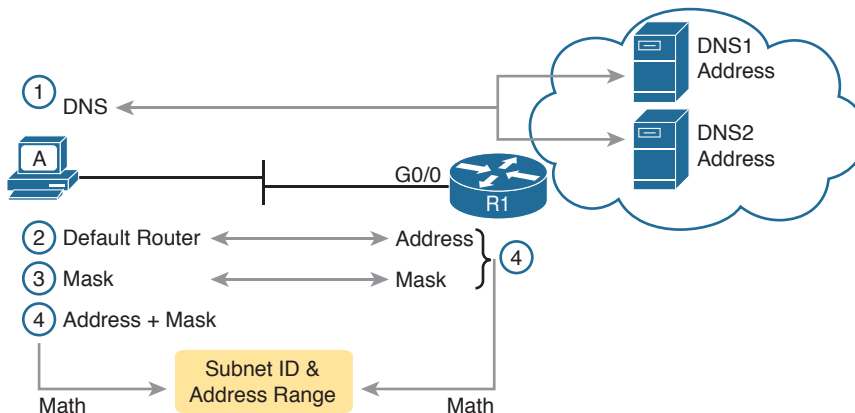 DNS1
Address
1
DNS
DNS2
Address
A
G0/0
R1
2 Default Router
Address
4
3 Mask
Mask
4 Address + Mask
Subnet ID &
Address Range
Math
Math